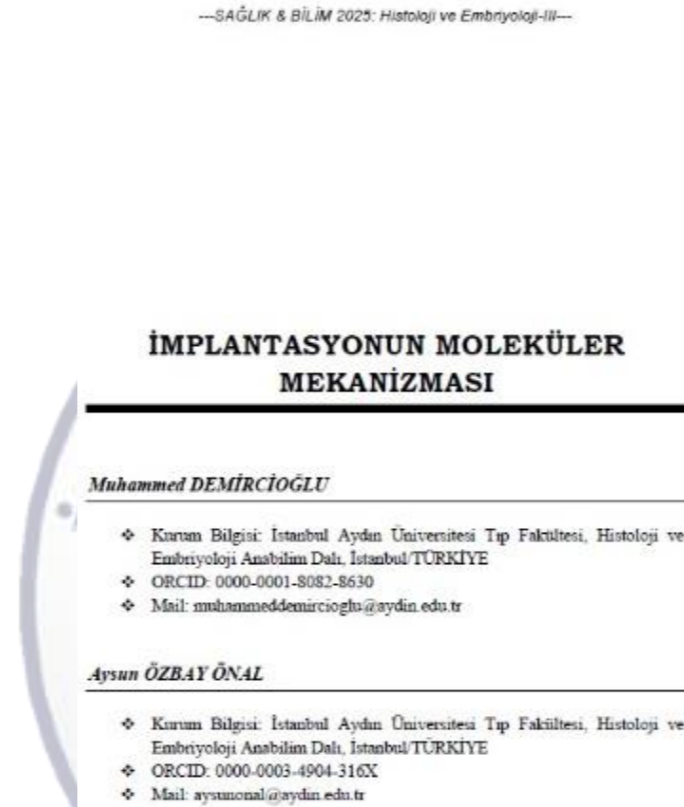 ---SAĞLIK & BİLİM 2025: Histoloji ve Embriyoloji-III---
İMPLANTASYONUN MOLEKÜLER
MEKANİZMASI
Muhammed DEMİRCİOĞLU
❖ Kurum Bilgisi: İstanbul Aydın Üniversitesi Tıp Fakültesi, Histoloji ve
Embriyoloji Anabilim Dalı, İstanbul/TÜRKİYE
❖ ORCID: 0000-0001-8082-8630
❖ Mail: muhammeddemircioglu@aydin.edu.tr
Aysun ÖZBAY ÖNAL
❖ Kurum Bilgisi: İstanbul Aydın Üniversitesi Tıp Fakültesi, Histoloji ve
Embriyoloji Anabilim Dalı, İstanbul/TÜRKİYE
❖ ORCID: 0000-0003-4904-316X
❖ Mail: aysunonal@aydin.edu.tr